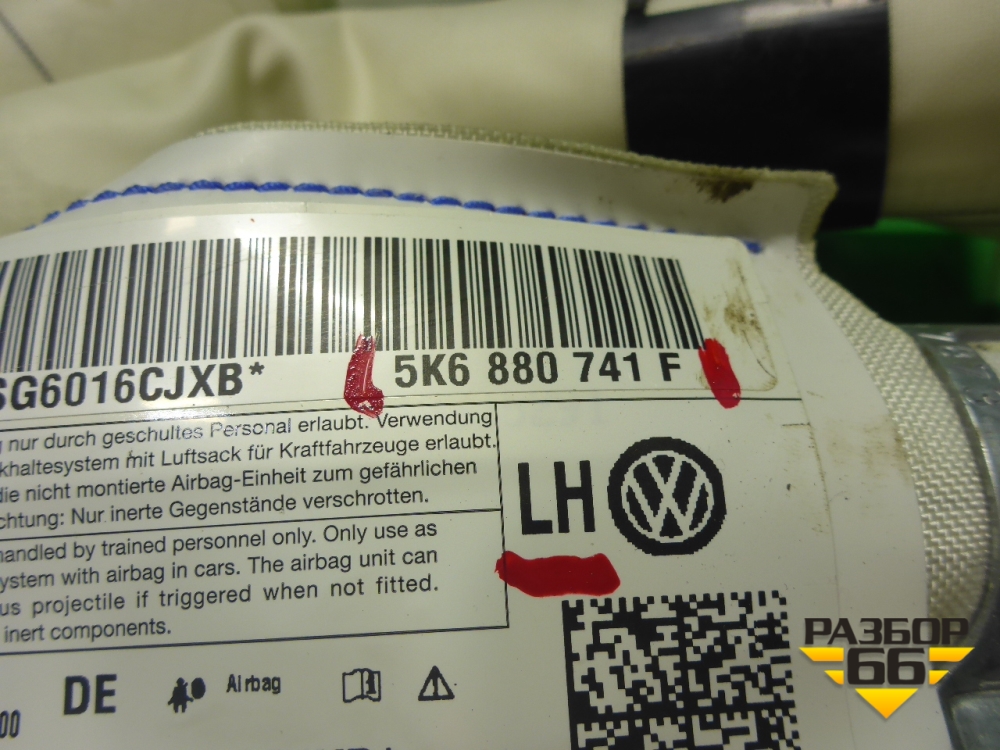 SG6016CJXB* 5K6 880 741 F
nur durch geschultes Personal erlaubt. Verwendung
khaltesystem mit Luftsack für Kraftfahrzeuge erlaubt.
die nicht montierte Airbag-Einheit zum gefährlichen
chtung: Nur inerte Gegenstände verschrotten.
LH
handled by trained personnel only. Only use as
ystem with airbag in cars. The airbag unit can
us projectile if triggered when not fitted.
inert components.
DE Airbag
00
РАЗБОР
66